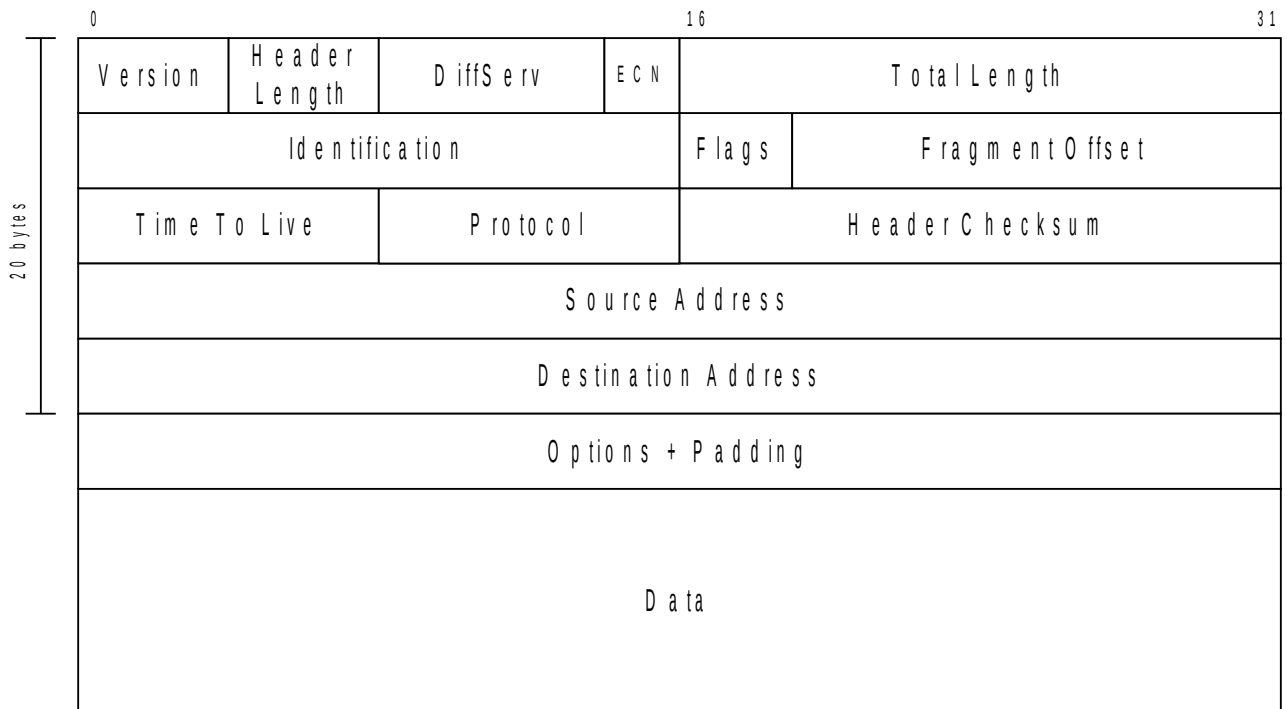 0 16 31
Version Header Length DiffServ ECN Total Length
Identification Flags Fragment Offset
Time To Live Protocol Header Checksum
20 bytes
Source Address
Destination Address
Options + Padding
Data